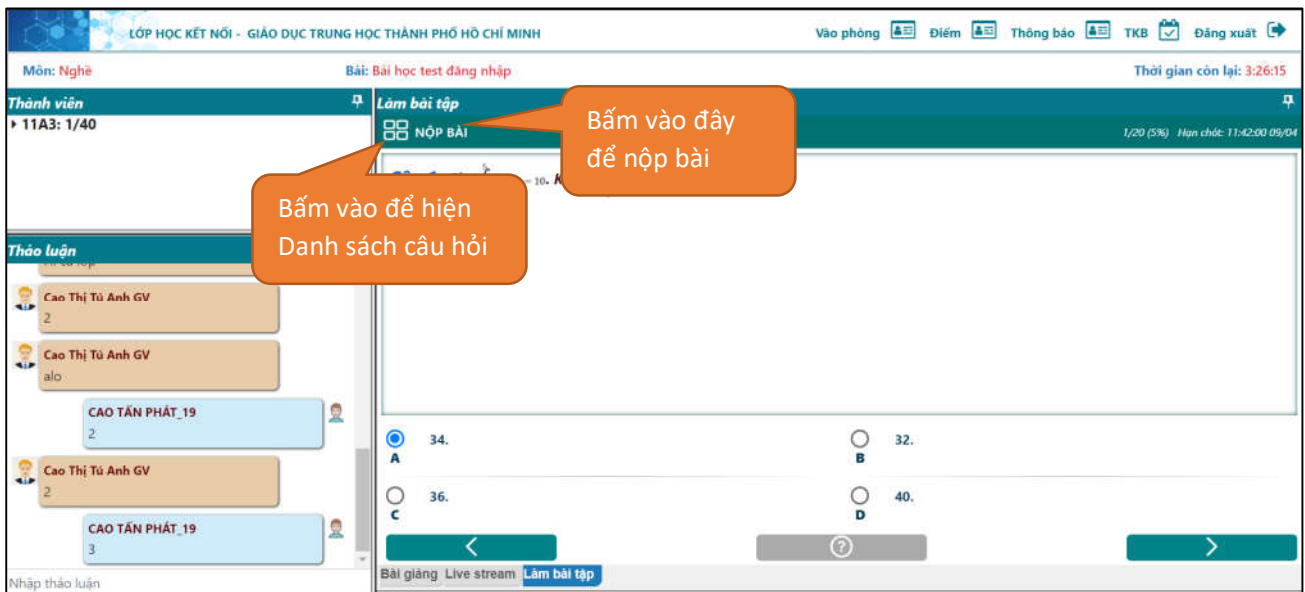 LỚP HỌC KẾT NỐI - GIÁO DỤC TRUNG HỌC THÀNH PHỐ HỒ CHÍ MINH
Vào phòng Điểm Thông báo TKB Đăng xuất
Môn: Nghề Bài: Bài học test đăng nhập Thời gian còn lại: 3:26:15
Thành viên
11A3: 1/40
Làm bài tập
NỘP BÀI
1/20 (5%) Hạn chót: 11:42:00 09/04
Bấm vào đây
để nộp bài
Bấm vào để hiện
Danh sách câu hỏi
Thảo luận
Cao Thị Tú Anh GV
2
Cao Thị Tú Anh GV
alo
CAO TẤN PHÁT_19
2
Cao Thị Tú Anh GV
2
CAO TẤN PHÁT_19
3
Nhập thảo luận
34.
A
32.
B
36.
C
40.
D
Bài giảng Live stream Làm bài tập